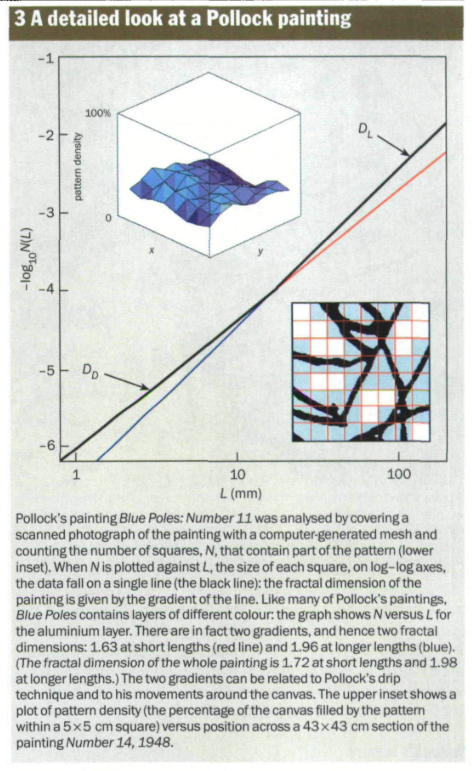 3 A detailed look at a Pollock painting
–1
–2
–3
–4
–5
–6
–log10N(L)
100%
pattern density
0
x
y
DL
DD
1
10
100
L (mm)
Pollock's painting Blue Poles: Number 11 was analysed by covering a
scanned photograph of the painting with a computer-generated mesh and
counting the number of squares, N, that contain part of the pattern (lower
inset). When N is plotted against L, the size of each square, on log–log axes,
the data fall on a single line (the black line): the fractal dimension of the
painting is given by the gradient of the line. Like many of Pollock's paintings,
Blue Poles contains layers of different colour: the graph shows N versus L for
the aluminium layer. There are in fact two gradients, and hence two fractal
dimensions: 1.63 at short lengths (red line) and 1.96 at longer lengths (blue).
(The fractal dimension of the whole painting is 1.72 at short lengths and 1.98
at longer lengths.) The two gradients can be related to Pollock's drip
technique and to his movements around the canvas. The upper inset shows a
plot of pattern density (the percentage of the canvas filled by the pattern
within a 5×5 cm square) versus position across a 43×43 cm section of the
painting Number 14, 1948.